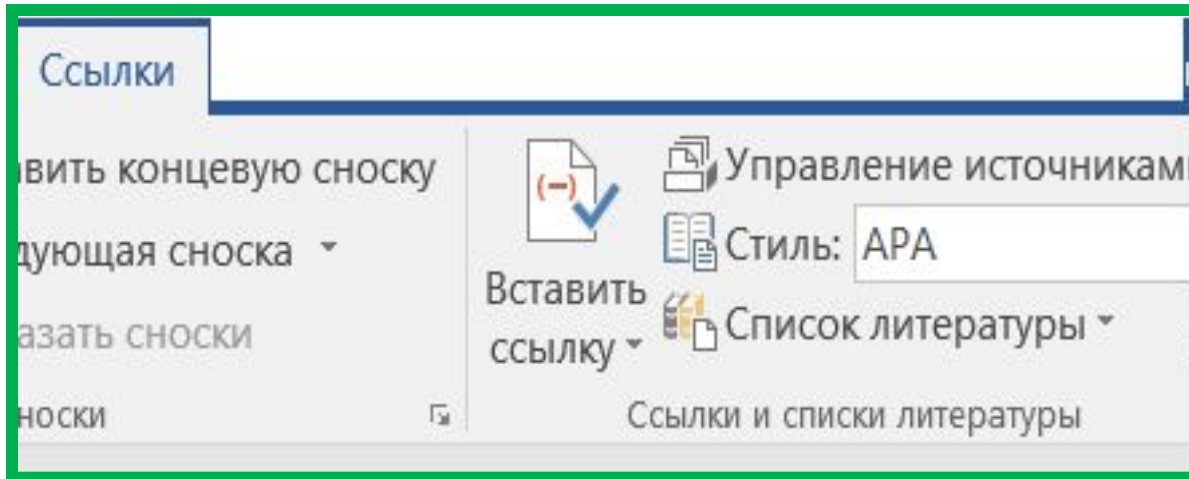 Ссылки
авить концевую сноску
дующая сноска
азать сноски
носки
Вставить
ссылку
Управление источникам
Стиль: APA
Список литературы
Ссылки и списки литературы